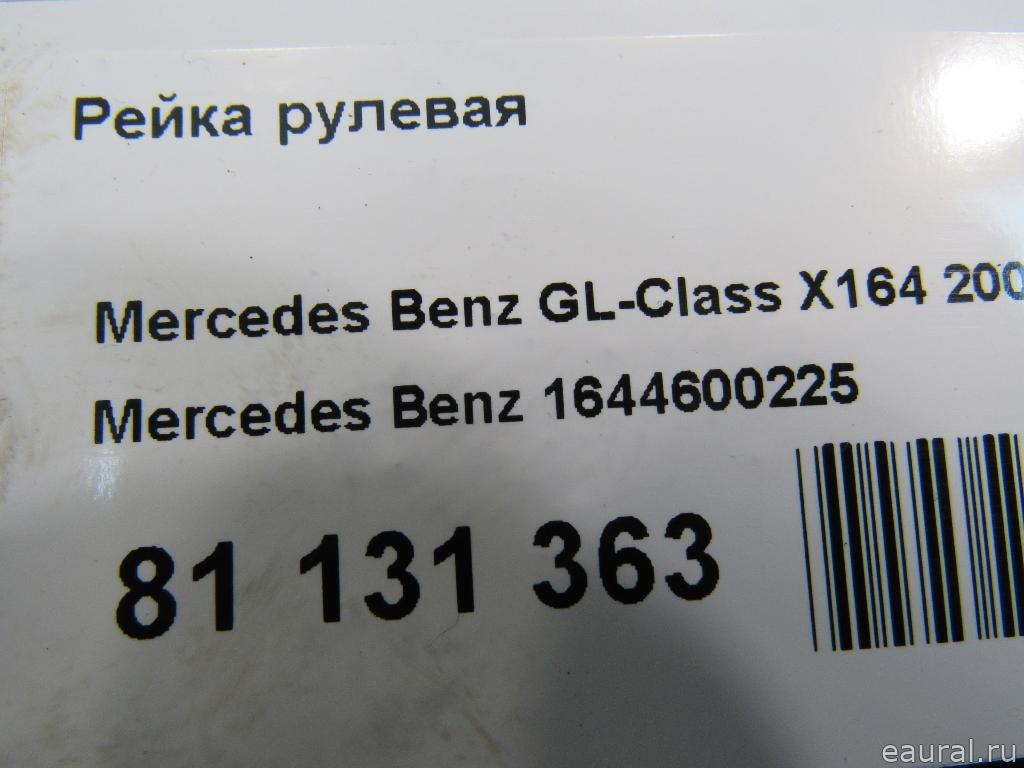 Рейка рулевая
Mercedes Benz GL-Class X164 200
Mercedes Benz 1644600225
81 131 363
eaural.ru